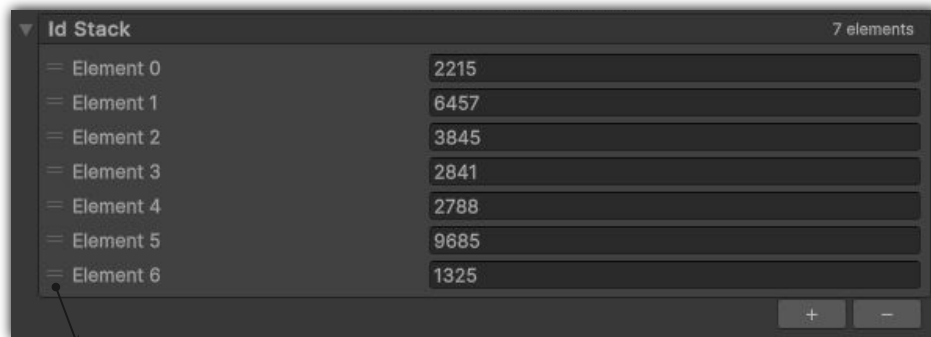 Id Stack 7 elements
Element 0 2215
Element 1 6457
Element 2 3845
Element 3 2841
Element 4 2788
Element 5 9685
Element 6 1325
+ −